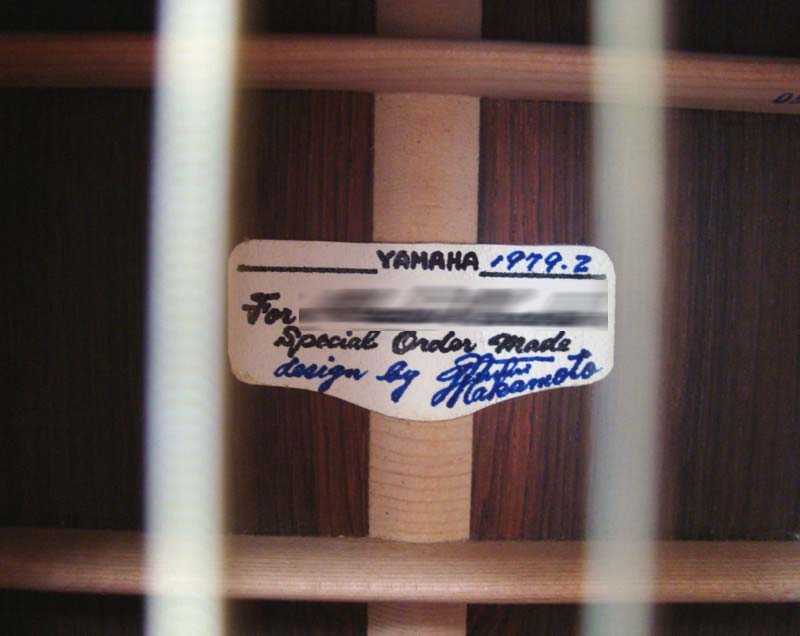 YAMAHA 1979.2
For
Special Order Made
design by Nakamoto